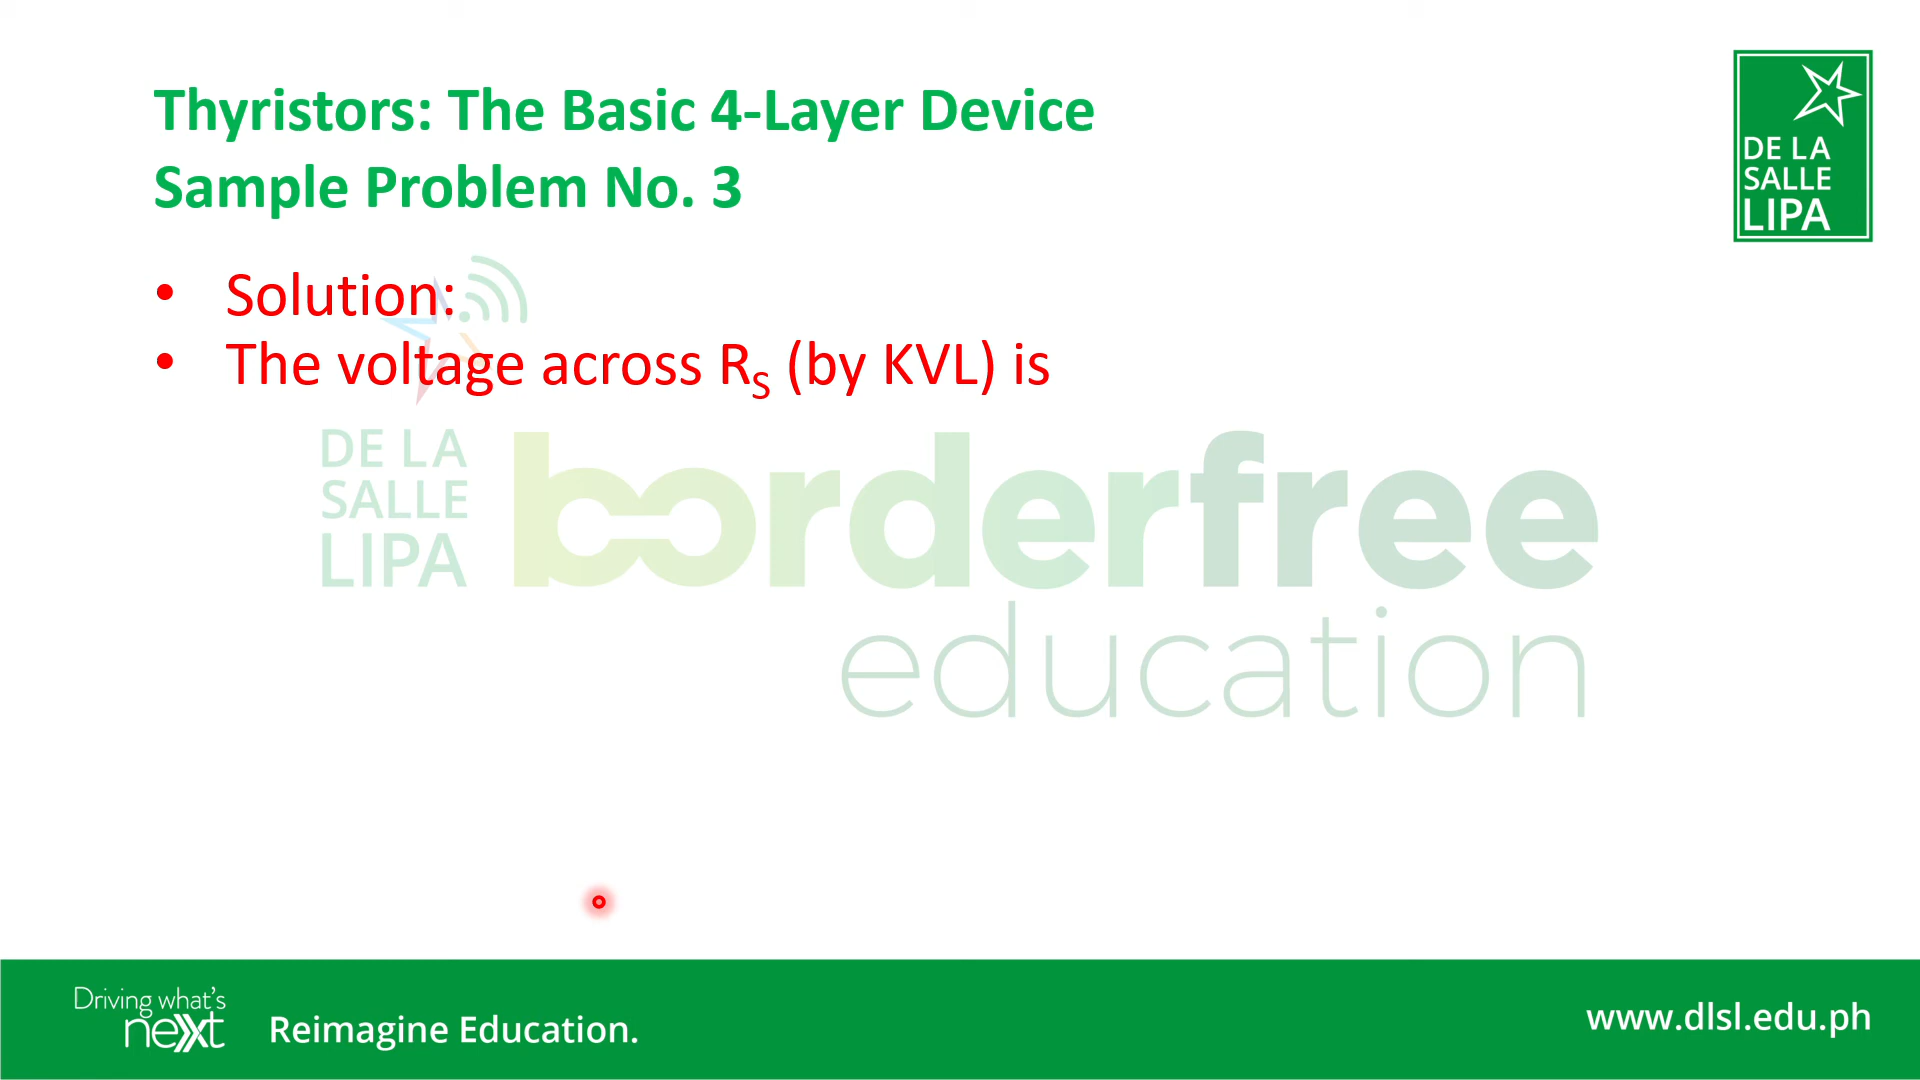 Thyristors: The Basic 4-Layer Device
Sample Problem No. 3
DE LA
SALLE
LIPA
• Solution:
• The voltage across RS (by KVL) is
DE LA
SALLE
LIPA
borderfree
education
Driving what's
next
Reimagine Education.
www.dlsl.edu.ph